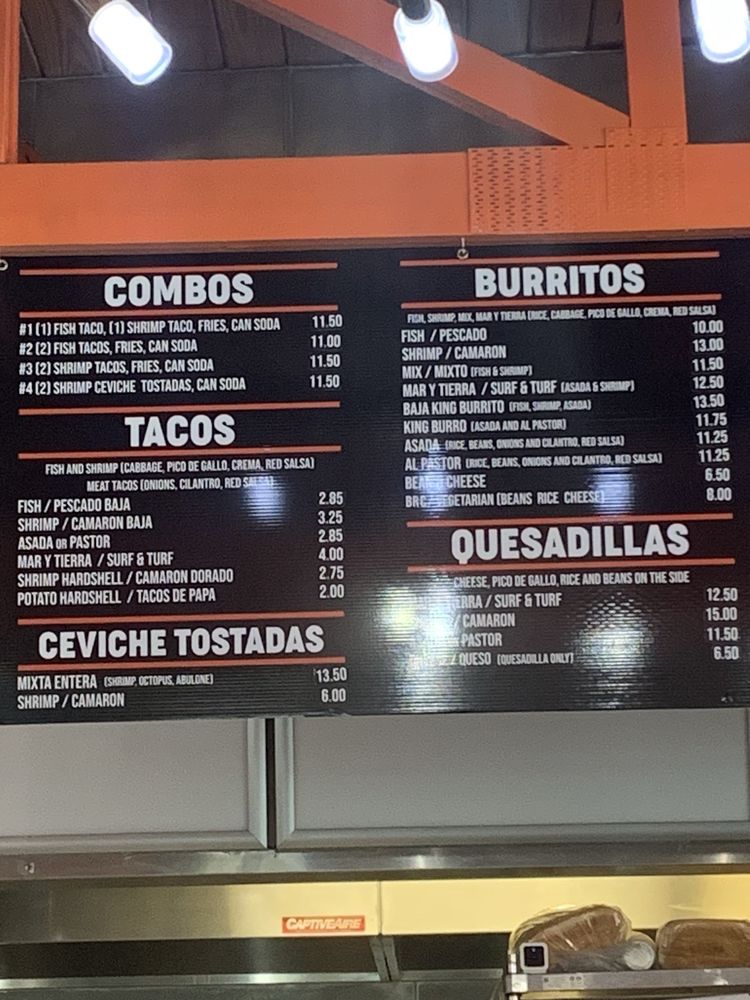 COMBOS
#1 (1) FISH TACO, (1) SHRIMP TACO, FRIES, CAN SODA 11.50
#2 (2) FISH TACOS, FRIES, CAN SODA 11.00
#3 (2) SHRIMP TACOS, FRIES, CAN SODA 11.50
#4 (2) SHRIMP CEVICHE TOSTADAS, CAN SODA 11.50
TACOS
FISH AND SHRIMP (CABBAGE, PICO DE GALLO, CREMA, RED SALSA)
MEAT TACOS (ONIONS, CILANTRO, RED SALSA)
FISH / PESCADO BAJA 2.85
SHRIMP / CAMARON BAJA 3.25
ASADA OR PASTOR 2.85
MAR Y TIERRA / SURF & TURF 4.00
SHRIMP HARDSHELL / CAMARON DORADO 2.75
POTATO HARDSHELL / TACOS DE PAPA 2.00
CEVICHE TOSTADAS
MIXTA ENTERA (SHRIMP, OCTOPUS, ABULONE) 13.50
SHRIMP / CAMARON 6.00
BURRITOS
FISH, SHRIMP, MIX, MAR Y TIERRA (RICE, CABBAGE, PICO DE GALLO, CREMA, RED SALSA)
FISH / PESCADO 10.00
SHRIMP / CAMARON 13.00
MIX / MIXTO (FISH & SHRIMP) 11.50
MAR Y TIERRA / SURF & TURF (ASADA & SHRIMP) 12.50
BAJA KING BURRITO (FISH, SHRIMP, ASADA) 13.50
KING BURRO (ASADA AND AL PASTOR) 11.75
ASADA (RICE, BEANS, ONIONS AND CILANTRO, RED SALSA) 11.25
AL PASTOR (RICE, BEANS, ONIONS AND CILANTRO, RED SALSA) 11.25
CHEESE 6.50
BRC / VEGETARIAN (BEANS RICE CHEESE) 8.00
QUESADILLAS
CHEESE, PICO DE GALLO, RICE AND BEANS ON THE SIDE
/ SURF & TURF 12.50
/ CAMARON 15.00
PASTOR 11.50
/ QUESO (QUESADILLA ONLY) 6.50
CAPTIVEAIRE